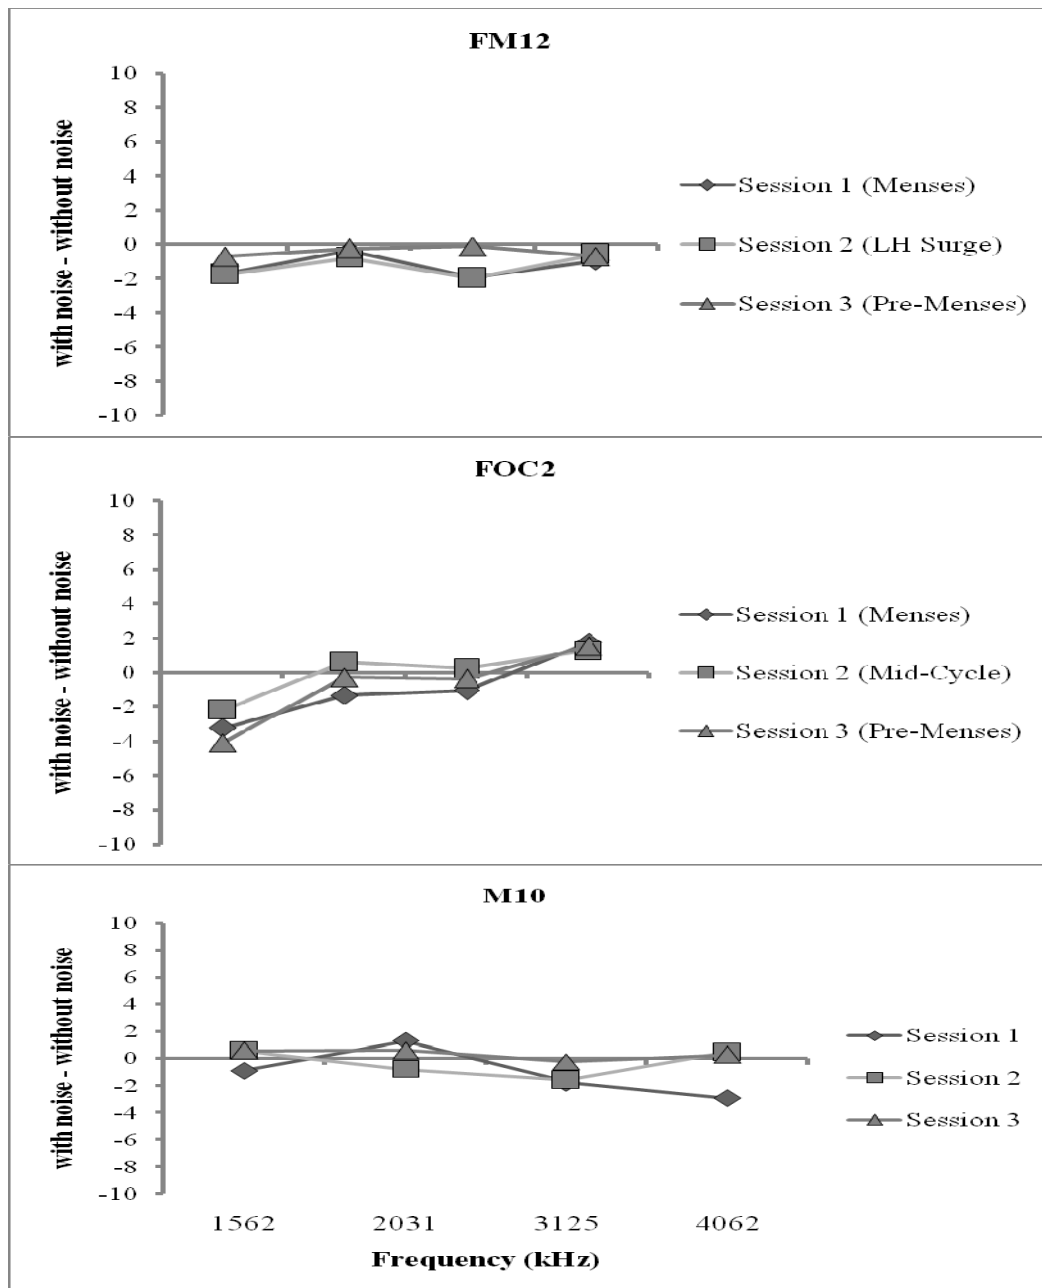 FM12
with noise - without noise
10
8
6
4
2
0
-2
-4
-6
-8
-10
Session 1 (Menses)
Session 2 (LH Surge)
Session 3 (Pre-Menses)
FOC2
with noise - without noise
10
8
6
4
2
0
-2
-4
-6
-8
-10
Session 1 (Menses)
Session 2 (Mid-Cycle)
Session 3 (Pre-Menses)
M10
with noise - without noise
10
8
6
4
2
0
-2
-4
-6
-8
-10
Session 1
Session 2
Session 3
1562 2031 3125 4062
Frequency (kHz)